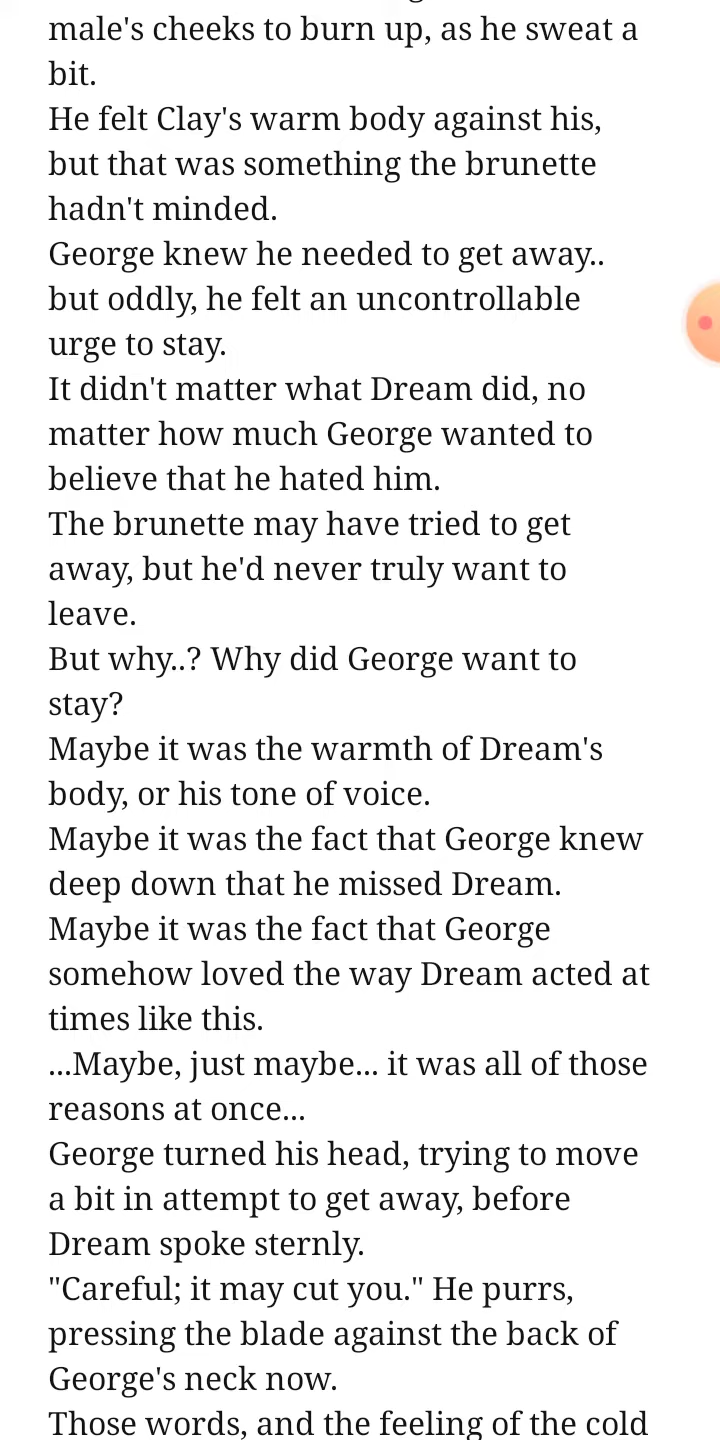 male's cheeks to burn up, as he sweat a
bit.
He felt Clay's warm body against his,
but that was something the brunette
hadn't minded.
George knew he needed to get away..
but oddly, he felt an uncontrollable
urge to stay.
It didn't matter what Dream did, no
matter how much George wanted to
believe that he hated him.
The brunette may have tried to get
away, but he'd never truly want to
leave.
But why..? Why did George want to
stay?
Maybe it was the warmth of Dream's
body, or his tone of voice.
Maybe it was the fact that George knew
deep down that he missed Dream.
Maybe it was the fact that George
somehow loved the way Dream acted at
times like this.
...Maybe, just maybe... it was all of those
reasons at once...
George turned his head, trying to move
a bit in attempt to get away, before
Dream spoke sternly.
"Careful; it may cut you." He purrs,
pressing the blade against the back of
George's neck now.
Those words, and the feeling of the cold